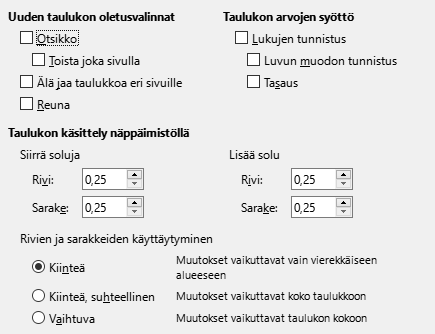 Uuden taulukon oletusvalinnat
Otsikko
Toista joka sivulla
Älä jaa taulukkoa eri sivuille
Reuna
Taulukon arvojen syöttö
Lukujen tunnistus
Luvun muodon tunnistus
Tasaus
Taulukon käsittely näppäimistöllä
Siirrä soluja
Rivi: 0,25
Sarake: 0,25
Lisää solu
Rivi: 0,25
Sarake: 0,25
Rivien ja sarakkeiden käyttäytyminen
Kiinteä
Muutokset vaikuttavat vain vierekkäiseen
alueeseen
Kiinteä, suhteellinen Muutokset vaikuttavat koko taulukkoon
Vaihtuva Muutokset vaikuttavat taulukon kokoon